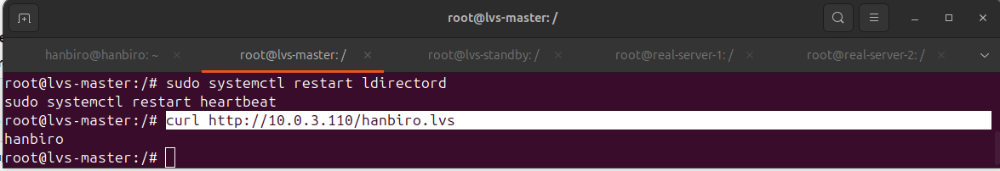 root@lvs-master: /
hanbiro@hanbiro: ~ × root@lvs-master: / × root@lvs-standby: / × root@real-server-1: / × root@real-server-2: / ×
root@lvs-master:/# sudo systemctl restart ldirectord
sudo systemctl restart heartbeat
root@lvs-master:/# curl http://10.0.3.110/hanbiro.lvs
hanbiro
root@lvs-master:/#